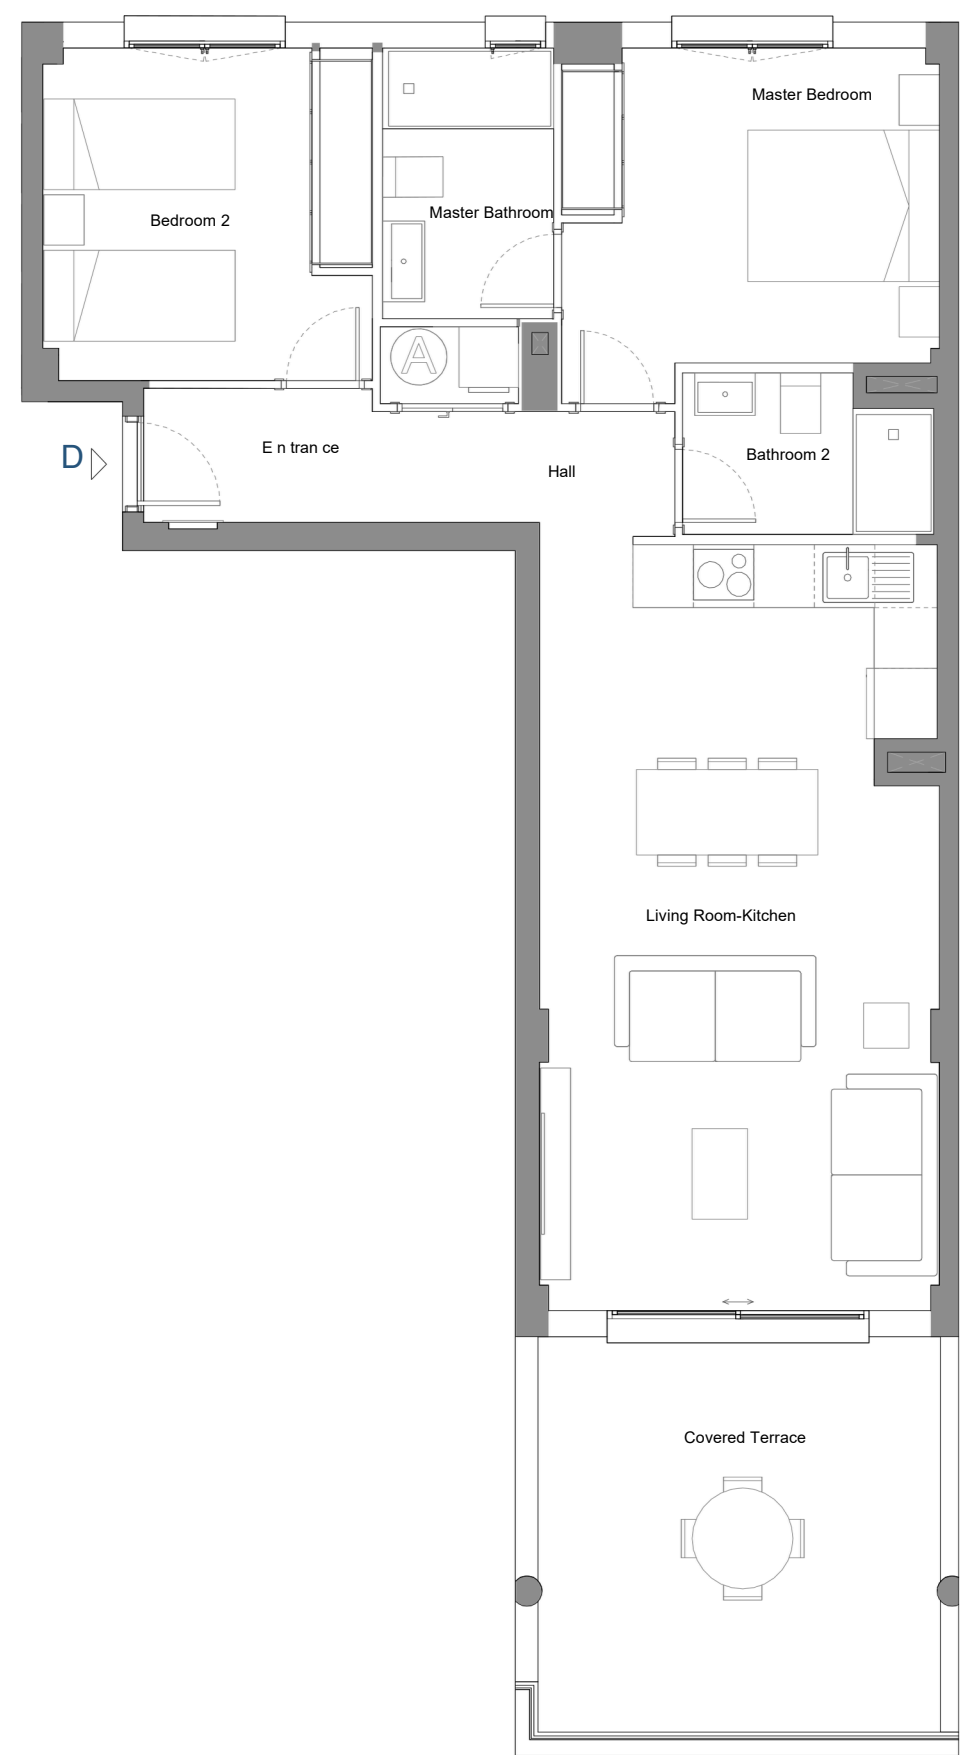 Master Bedroom
Master Bathroom
Bedroom 2
A
E n tran ce
Bathroom 2
D
Hall
Living Room-Kitchen
Covered Terrace